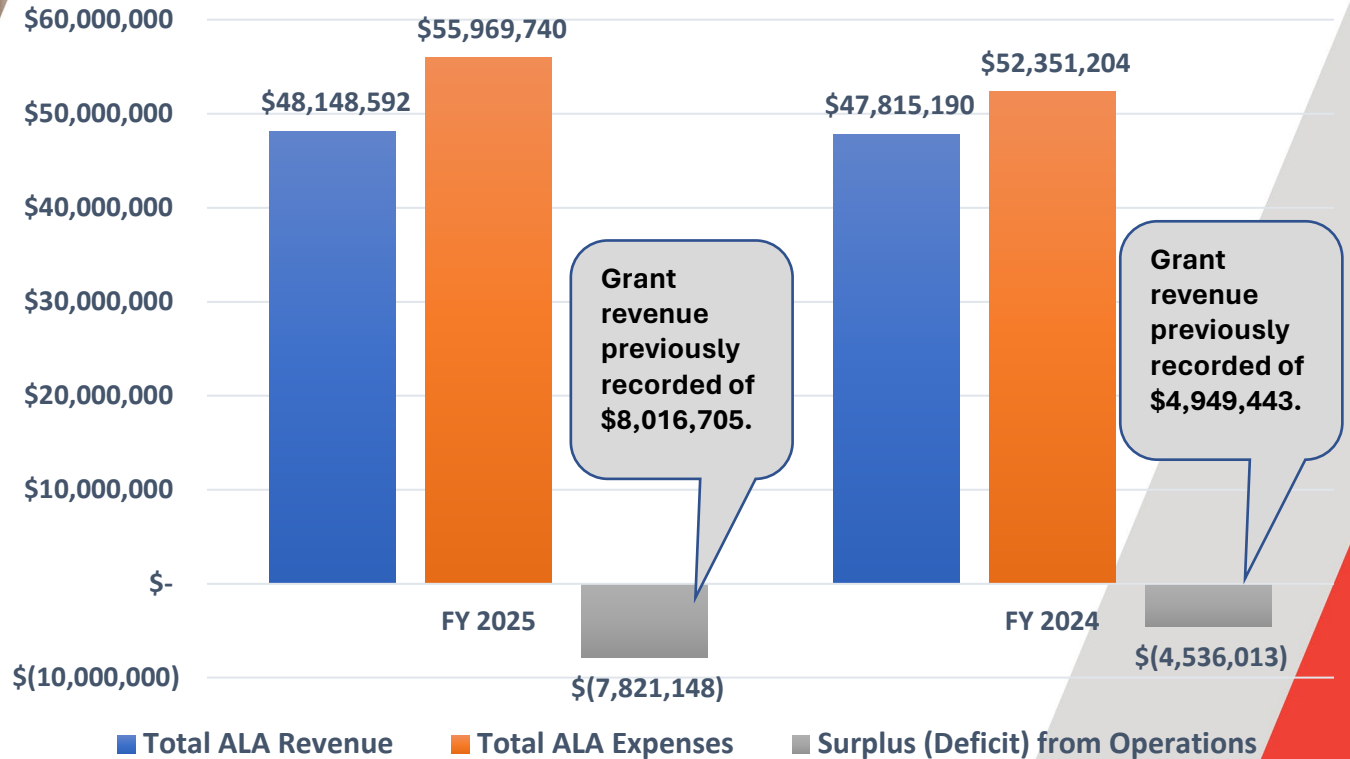 $60,000,000
$50,000,000
$40,000,000
$30,000,000
$20,000,000
$10,000,000
$-
$(10,000,000)
$48,148,592
$55,969,740
$(7,821,148)
$47,815,190
$52,351,204
$(4,536,013)
Grant
revenue
previously
recorded of
$8,016,705.
Grant
revenue
previously
recorded of
$4,949,443.
FY 2025
FY 2024
Total ALA Revenue
Total ALA Expenses
Surplus (Deficit) from Operations